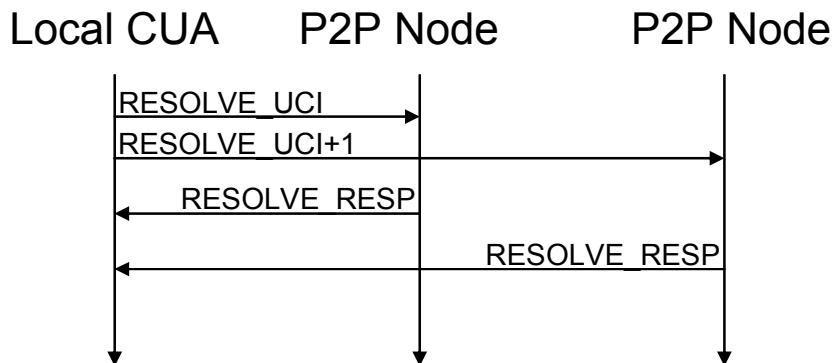 Local CUA P2P Node P2P Node
RESOLVE_UCI
RESOLVE_UCI+1
RESOLVE_RESP
RESOLVE_RESP